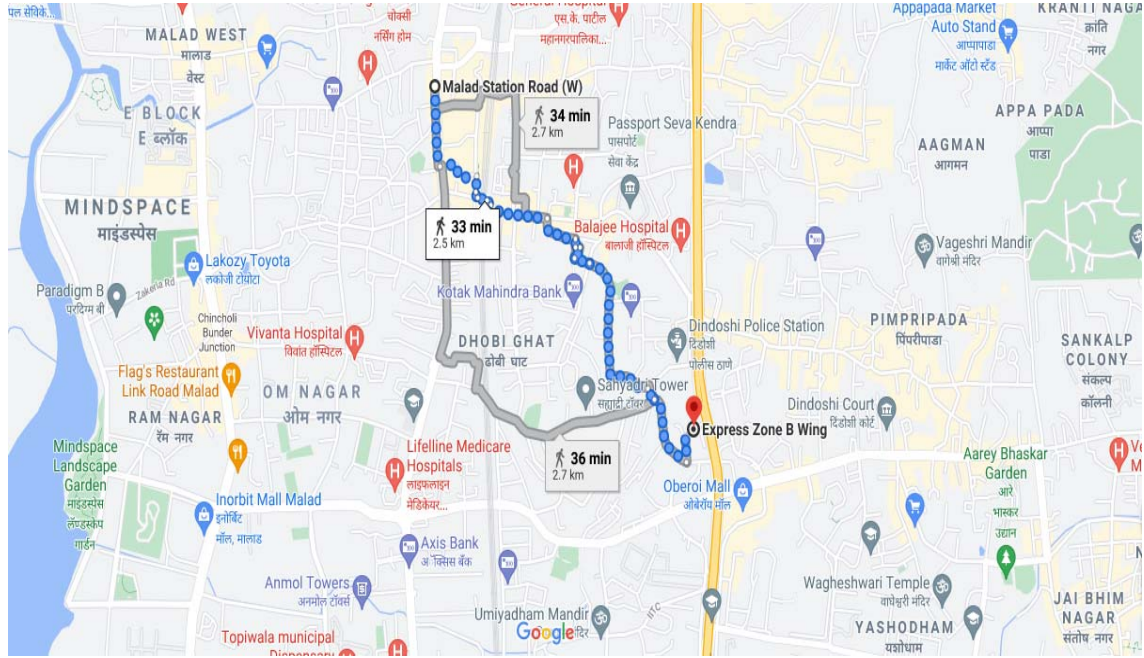 पल सेविके...
MALAD WEST
मालाड
वेस्ट
चोक्सी
नर्सिंग होम
General Hospital
एस.के. पाटील
महानगरपालिका...
Appapada Market
Auto Stand
आप्पापाडा
मार्केट ऑटो स्टँड
KRANTI NAGA
क्रांति
नगर
Malad Station Road (W)
E BLOCK
E ब्लॉक
34 min
2.7 km
Passport Seva Kendra
पासपोर्ट
सेवा केंद्र
APPA PADA
आप्पा
पाडा
AAGMAN
आगमन
MINDSPACE
माइंडस्पेस
33 min
2.5 km
Balajee Hospital
बालाजी हॉस्पिटल
Vageshri Mandir
वागेश्री मंदिर
Lakozy Toyota
लकोजी टोयोटा
Zakeria Rd
Paradigm B
परदिग्म बी
Kotak Mahindra Bank
Chincholi
Bunder
Junction
Vivanta Hospital
विवांत हॉस्पिटल
DHOBI GHAT
ढोबी घाट
Dindoshi Police Station
दिंडोशी
पोलीस ठाणे
PIMPRIPADA
पिंपरीपाडा
SANKALP
COLONY
संकल्प
कॉलनी
Flag's Restaurant
Link Road Malad
OM NAGAR
ओम नगर
Sahyadri Tower
सह्याद्री टॉवर
RAM NAGAR
रॅम नगर
Express Zone B Wing
Dindoshi Court
दिंडोशी कोर्ट
Mindspace
Landscape
Garden
माइंडस्पेस
लॅण्डस्केप
गार्डन
Lifelline Medicare
Hospitals
लाइफलाइन
मेडिकेयर...
36 min
2.7 km
Oberoi Mall
ओबेरॉय मॉल
Aarey Bhaskar
Garden
आरे
भास्कर
उद्यान
Inorbit Mall Malad
इनोर्बिट
मॉल, मालाड
Axis Bank
अॅक्सिस बँक
Anmol Towers
अनमोल टॉवर्स
Umiyadham Mandir
Google
Wagheshwari Temple
वाघेश्वरी मंदिर
YASHODHAM
यशोधाम
JAI BHIM
NAGAR
संतोष नगर
Topiwala municipal
Dispensary